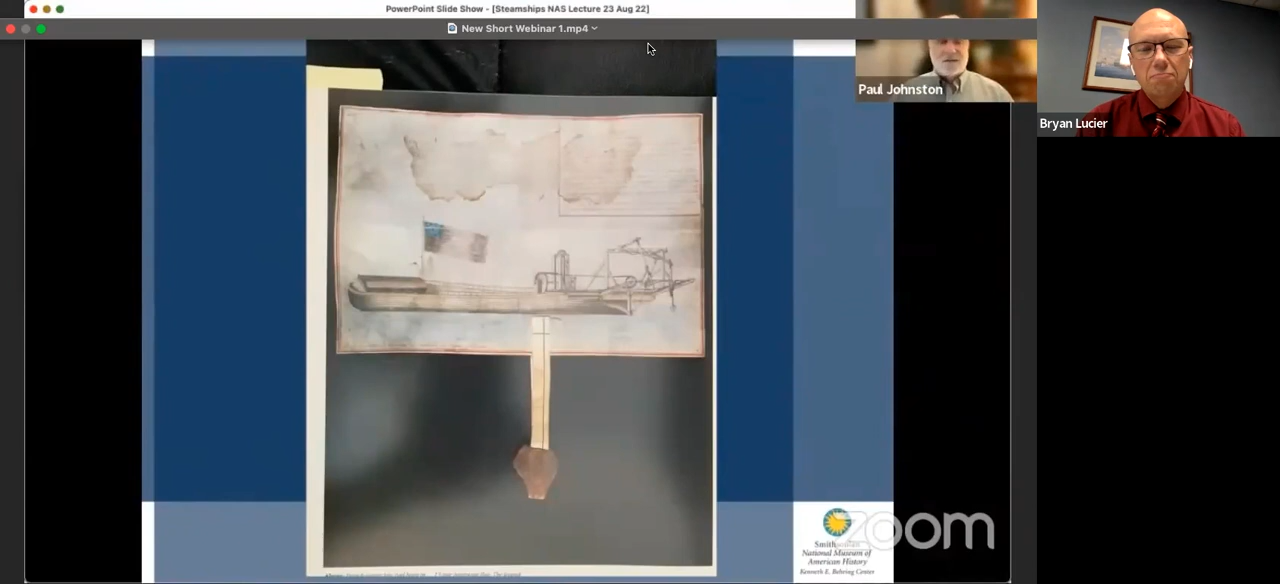 PowerPoint Slide Show - [Steamships NAS Lecture 23 Aug 22]
New Short Webinar 1.mp4
Paul Johnston
Bryan Lucier
zoom
Smithsonian
National Museum of
American History
Kenneth E. Behring Center